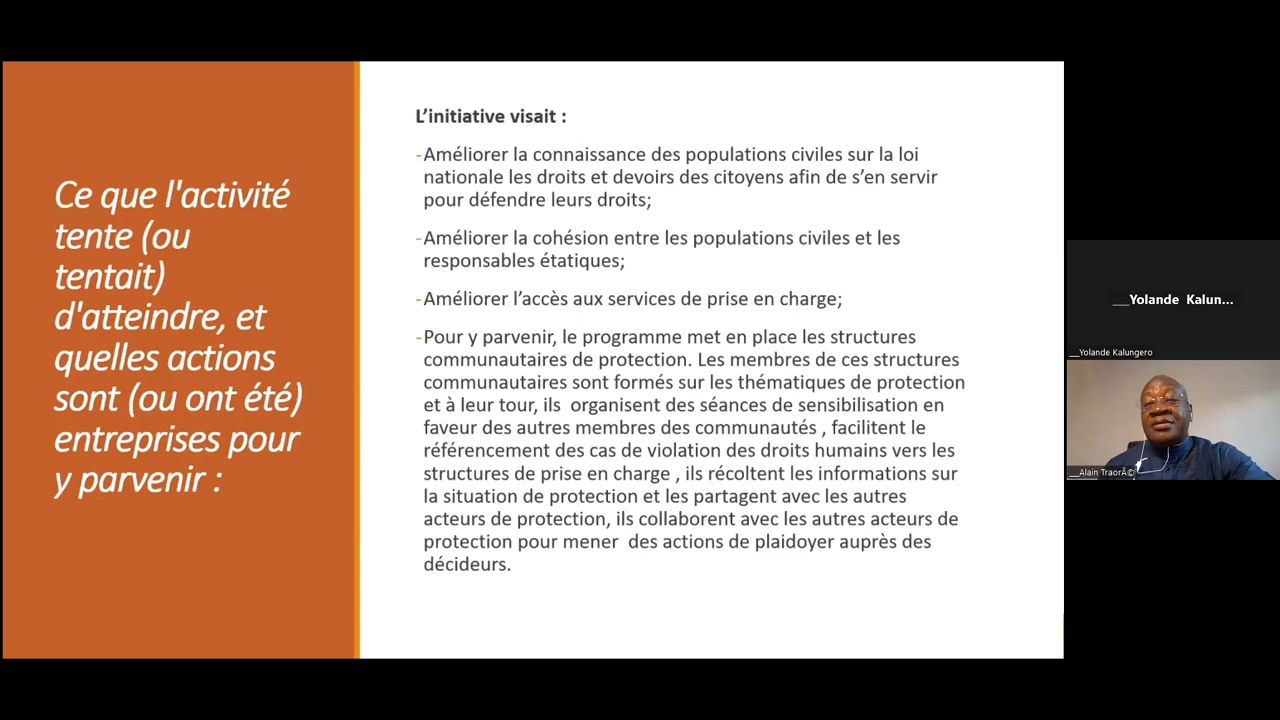 Ce que l'activité
tente (ou
tentait)
d'atteindre, et
quelles actions
sont (ou ont été)
entreprises pour
y parvenir :
L’initiative visait :
-Améliorer la connaissance des populations civiles sur la loi
nationale les droits et devoirs des citoyens afin de s’en servir
pour défendre leurs droits;
-Améliorer la cohésion entre les populations civiles et les
responsables étatiques;
-Améliorer l’accès aux services de prise en charge;
-Pour y parvenir, le programme met en place les structures
communautaires de protection. Les membres de ces structures
communautaires sont formés sur les thématiques de protection
et à leur tour, ils organisent des séances de sensibilisation en
faveur des autres membres des communautés , facilitent le
référencement des cas de violation des droits humains vers les
structures de prise en charge , ils récoltent les informations sur
la situation de protection et les partagent avec les autres
acteurs de protection, ils collaborent avec les autres acteurs de
protection pour mener des actions de plaidoyer auprès des
décideurs.
__Yolande Kalun...
__Yolande Kalungero
__Alain TraorÃ©